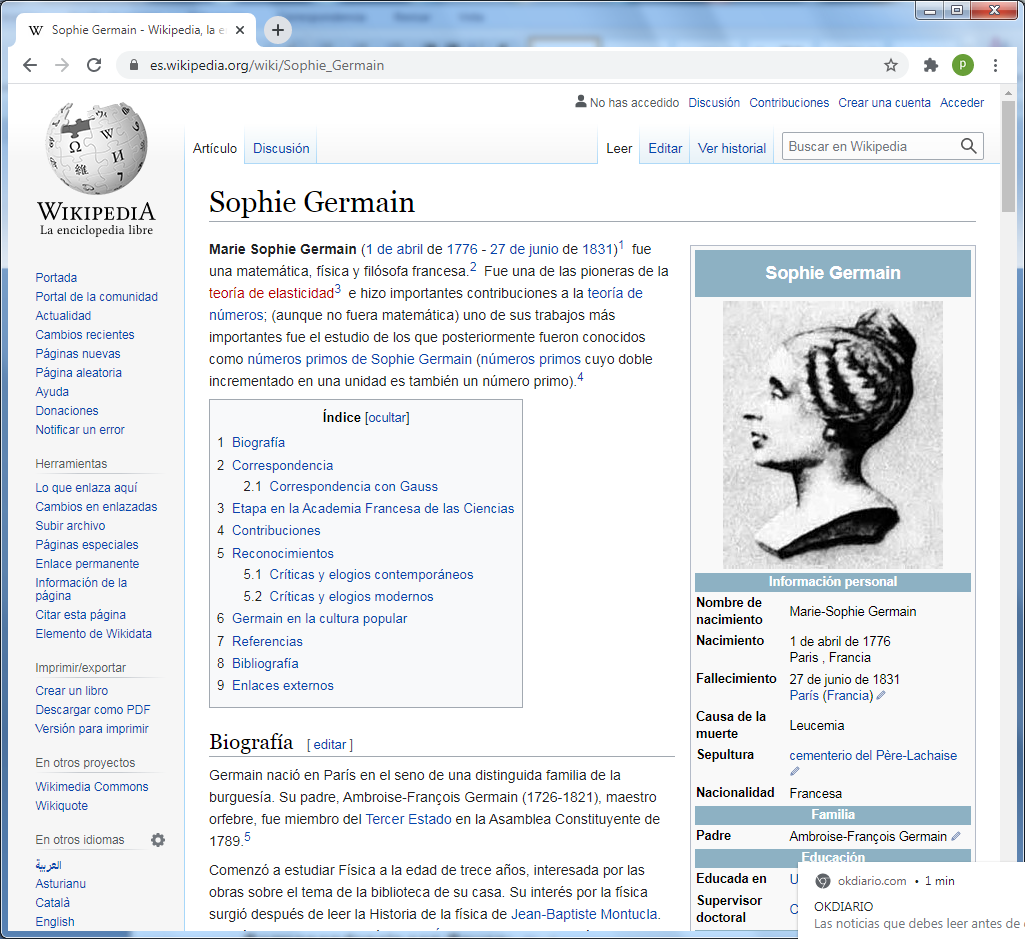 Sophie Germain - Wikipedia, la e
es.wikipedia.org/wiki/Sophie_Germain
P
No has accedido Discusión Contribuciones Crear una cuenta Acceder
Artículo Discusión Leer Editar Ver historial Buscar en Wikipedia
WIKIPEDIA
La enciclopedia libre
Portada
Portal de la comunidad
Actualidad
Cambios recientes
Páginas nuevas
Página aleatoria
Ayuda
Donaciones
Notificar un error
Herramientas
Lo que enlaza aquí
Cambios en enlazadas
Subir archivo
Páginas especiales
Enlace permanente
Información de la
página
Citar esta página
Elemento de Wikidata
Imprimir/exportar
Crear un libro
Descargar como PDF
Versión para imprimir
En otros proyectos
Wikimedia Commons
Wikiquote
En otros idiomas
العربية
Asturianu
Català
English
Sophie Germain
Marie Sophie Germain (1 de abril de 1776 - 27 de junio de 1831)1 fue
una matemática, física y filósofa francesa.2 Fue una de las pioneras de la
teoría de elasticidad3 e hizo importantes contribuciones a la teoría de
números; (aunque no fuera matemática) uno de sus trabajos más
importantes fue el estudio de los que posteriormente fueron conocidos
como números primos de Sophie Germain (números primos cuyo doble
incrementado en una unidad es también un número primo).4
Índice [ocultar]
1 Biografía
2 Correspondencia
2.1 Correspondencia con Gauss
3 Etapa en la Academia Francesa de las Ciencias
4 Contribuciones
5 Reconocimientos
5.1 Críticas y elogios contemporáneos
5.2 Críticas y elogios modernos
6 Germain en la cultura popular
7 Referencias
8 Bibliografía
9 Enlaces externos
Biografía [ editar ]
Germain nació en París en el seno de una distinguida familia de la
burguesía. Su padre, Ambroise-François Germain (1726-1821), maestro
orfebre, fue miembro del Tercer Estado en la Asamblea Constituyente de
1789.5
Comenzó a estudiar Física a la edad de trece años, interesada por las
obras sobre el tema de la biblioteca de su casa. Su interés por la física
surgió después de leer la Historia de la física de Jean-Baptiste Montucla.
Sophie Germain
Información personal
Nombre de
nacimiento Marie-Sophie Germain
Nacimiento 1 de abril de 1776
Paris , Francia
Fallecimiento 27 de junio de 1831
París (Francia)
Causa de la
muerte Leucemia
Sepultura cementerio del Père-Lachaise
Nacionalidad Francesa
Familia
Padre Ambroise-François Germain
Educación
Educada en U
Supervisor
doctoral C
okdiario.com • 1 min
OKDIARIO
Las noticias que debes leer antes de